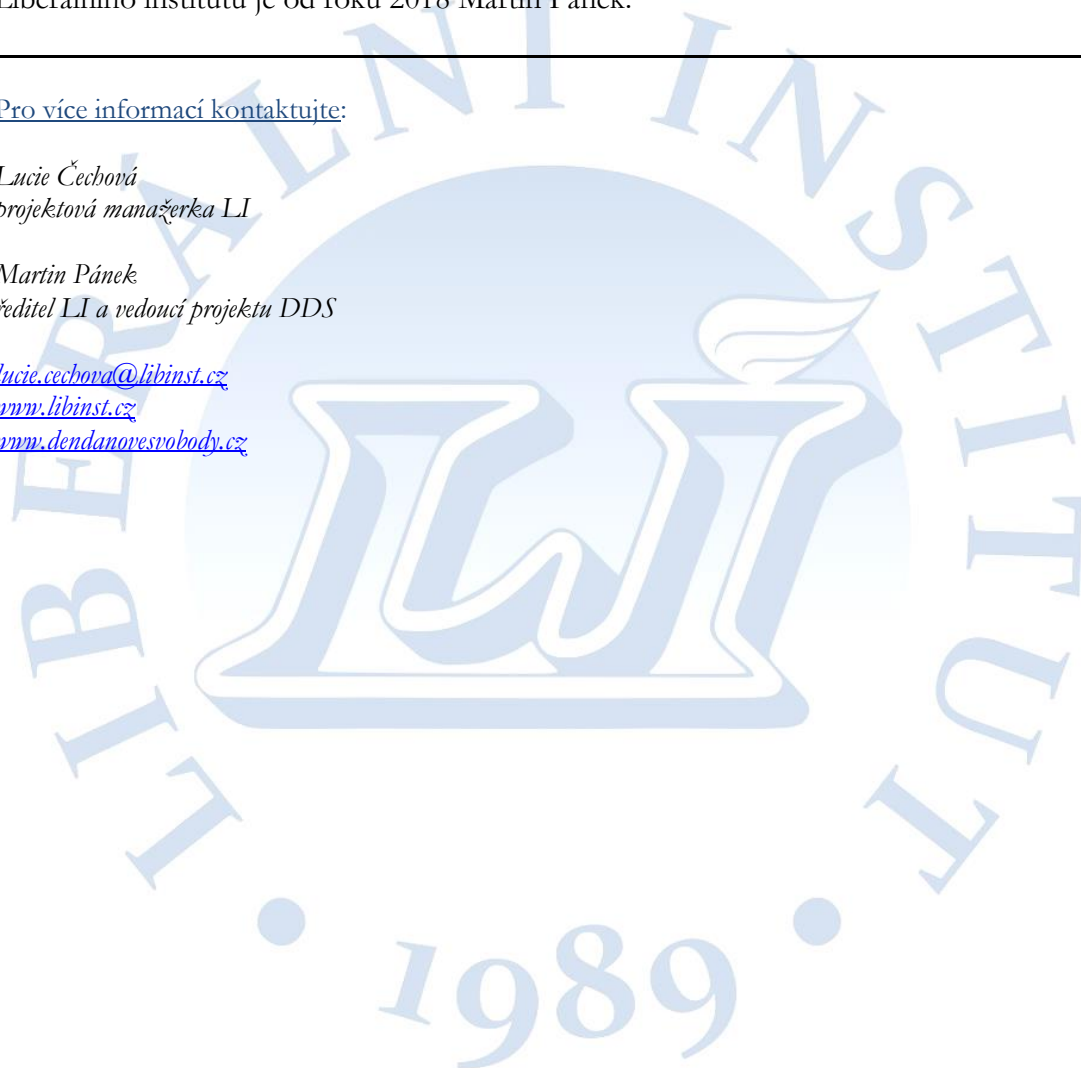 Liberálního institutu je od roku 2018 Martin Pánek.
Pro více informací kontaktujte:
Lucie Čechová
projektová manažerka LI
Martin Pánek
ředitel LI a vedoucí projektu DDS
lucie.cechova@libinst.cz
www.libinst.cz
www.dendanovesvobody.cz
LIBERÁLNÍ INSTITUT
LI
• 1989 •